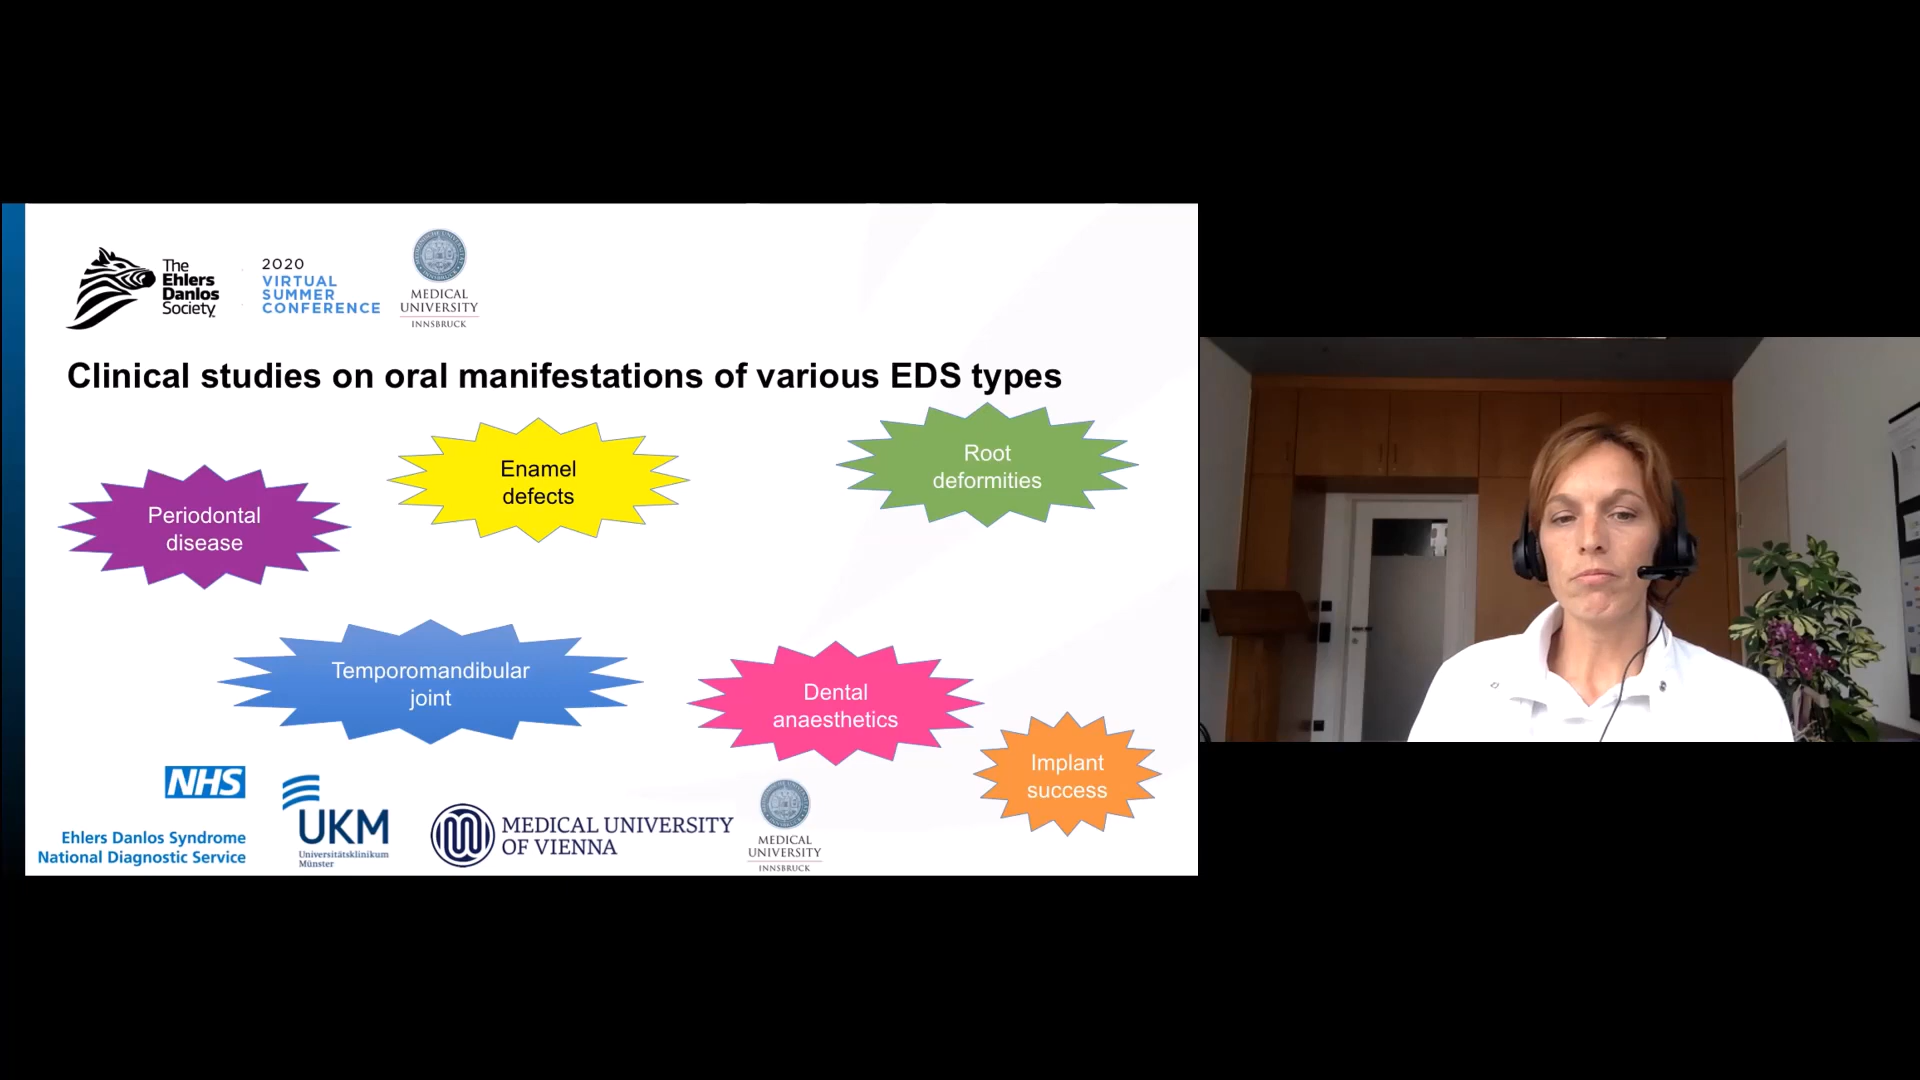 The
Ehlers
Danlos
Society
2020
VIRTUAL
SUMMER
CONFERENCE
MEDICAL
UNIVERSITY
INNSBRUCK
Clinical studies on oral manifestations of various EDS types
Periodontal
disease
Enamel
defects
Root
deformities
Temporomandibular
joint
Dental
anaesthetics
Implant
success
NHS
Ehlers Danlos Syndrome
National Diagnostic Service
UKM
Universitätsklinikum
Münster
MEDICAL UNIVERSITY
OF VIENNA
MEDICAL
UNIVERSITY
INNSBRUCK